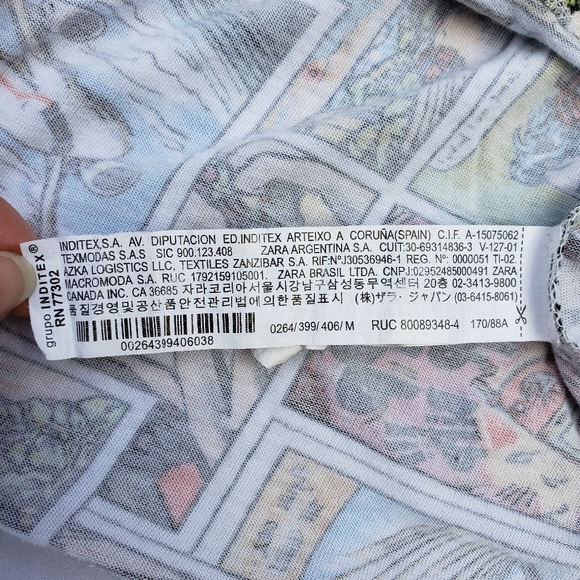 grupo INDITEX®
RN 77302
INDITEX,S.A. AV. DIPUTACION ED.INDITEX ARTEIXO A CORUÑA(SPAIN) C.I.F. A-15075062
TEXMODAS S.A.S SIC 900.123.408 ZARA ARGENTINA S.A. CUIT:30-69314836-3 V-127-01
AZKA LOGISTICS LLC, TEXTILES ZANZIBAR S.A. RIF:NºJ30536946-1 REG. Nº: 0000051 TI-02.
MACROMODA S.A. RUC 1792159105001. ZARA BRASIL LTDA. CNPJ:02952485000491 ZARA
CANADA INC. CA 36685 자라코리아서울시강남구삼성동무역센터 20층 02-3413-9800
품질경영및공산품안전관리법에의한품질표시 (株)ザラ・ジャパン (03-6415-8061)
0264/399/406/M RUC 80089348-4 170/88A
00264399406038